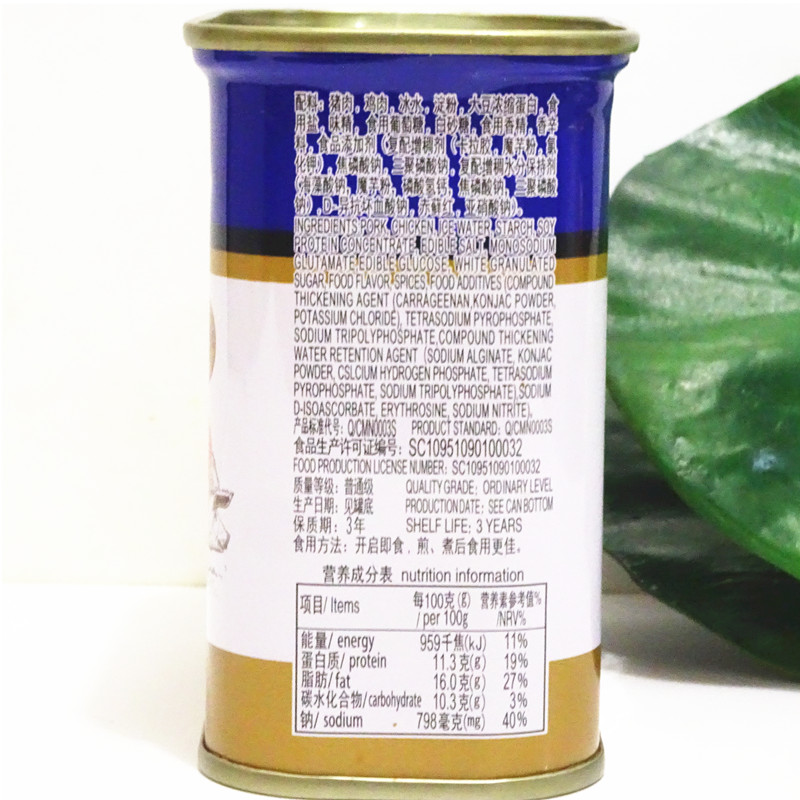 配料：猪肉，鸡肉，冰水，淀粉，大豆浓缩蛋白，食
用盐，味精，食用葡萄糖，白砂糖，食用香精，香辛
料，食品添加剂（复配增稠剂（卡拉胶，魔芋粉，氯
化钾），焦磷酸钠，三聚磷酸钠，复配增稠水分保持剂
（海藻酸钠，魔芋粉，磷酸氢钙，焦磷酸钠，三聚磷酸
钠），D-异抗坏血酸钠，赤藓红，亚硝酸钠）。
INGREDIENTS:PORK, CHICKEN, ICE WATER, STARCH, SOY
PROTEIN CONCENTRATE, EDIBLE SALT, MONOSODIUM
GLUTAMATE,EDIBLE GLUCOSE, WHITE GRANULATED
SUGAR, FOOD FLAVOR, SPICES, FOOD ADDITIVES (COMPOUND
THICKENING AGENT (CARRAGEENAN,KONJAC POWDER,
POTASSIUM CHLORIDE), TETRASODIUM PYROPHOSPHATE,
SODIUM TRIPOLYPHOSPHATE,COMPOUND THICKENING
WATER RETENTION AGENT (SODIUM ALGINATE, KONJAC
POWDER, CSLCIUM HYDROGEN PHOSPHATE, TETRASODIUM
PYROPHOSPHATE, SODIUM TRIPOLYPHOSPHATE),SODIUM
D-ISOASCORBATE, ERYTHROSINE, SODIUM NITRITE).
产品标准代号：Q/CMN0003S PRODUCT STANDARD: Q/CMN0003S
食品生产许可证编号：SC10951090100032
FOOD PRODUCTION LICENSE NUMBER: SC10951090100032
质量等级：普通级 QUALITY GRADE: ORDINARY LEVEL
生产日期：见罐底 PRODUCTION DATE: SEE CAN BOTTOM
保质期：3年 SHELF LIFE: 3 YEARS
食用方法：开启即食，煎、煮后食用更佳。
营养成分表 nutrition information
项目/ Items 每100克(g) / per 100g 营养素参考值% /NRV%
能量/ energy 959千焦(kJ) 11%
蛋白质/ protein 11.3克(g) 19%
脂肪/ fat 16.0克(g) 27%
碳水化合物/ carbohydrate 10.3克(g) 3%
钠/ sodium 798毫克(mg) 40%